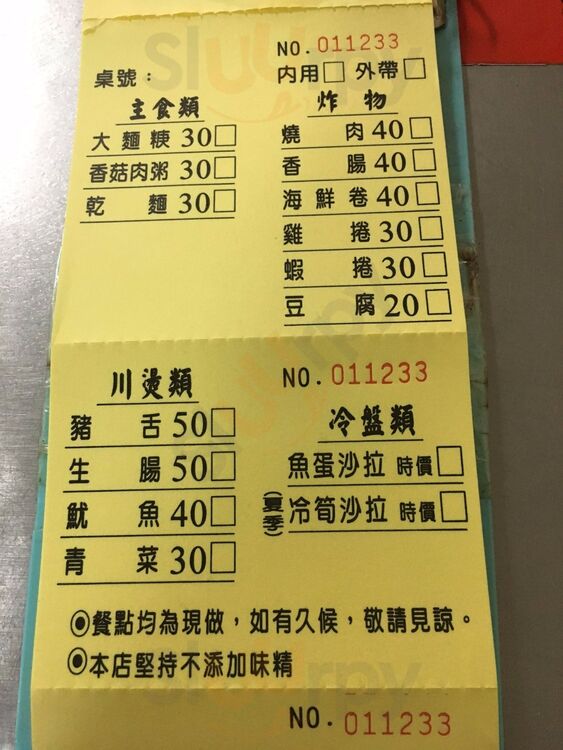 NO. 011233
桌號：
內用□ 外帶□
主食類
大麵粳 30□
香菇肉粥 30□
乾麵 30□
炸物
燒肉 40□
香腸 40□
海鮮卷 40□
雞捲 30□
蝦捲 30□
豆腐 20□
NO. 011233
川燙類
豬舌 50□
生腸 50□
魷魚 40□
青菜 30□
冷盤類
魚蛋沙拉 時價□
(夏季)冷筍沙拉 時價□
◉餐點均為現做，如有久候，敬請見諒。
◉本店堅持不添加味精
NO. 011233
Sluurpy